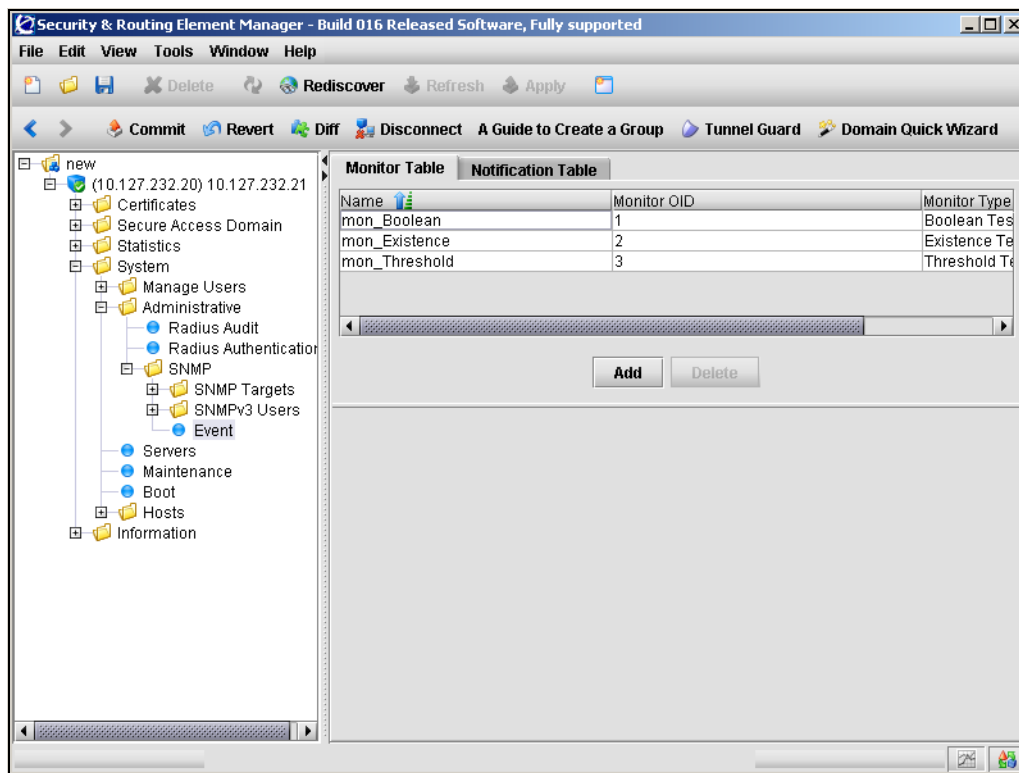 Security & Routing Element Manager - Build 016 Released Software, Fully supported
File Edit View Tools Window Help
Delete Rediscover Refresh Apply
Commit Revert Diff Disconnect A Guide to Create a Group Tunnel Guard Domain Quick Wizard
new
(10.127.232.20) 10.127.232.21
Certificates
Secure Access Domain
Statistics
System
Manage Users
Administrative
Radius Audit
Radius Authentication
SNMP
SNMP Targets
SNMPv3 Users
Event
Servers
Maintenance
Boot
Hosts
Information
Monitor Table Notification Table
Name Monitor OID Monitor Type
mon_Boolean 1 Boolean Tes
mon_Existence 2 Existence Te
mon_Threshold 3 Threshold Te
Add Delete